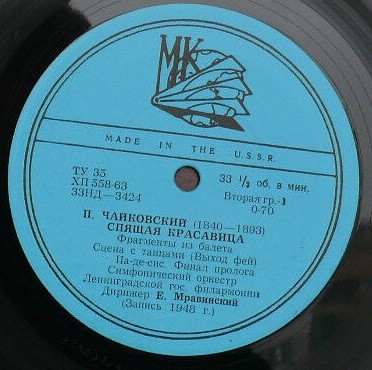 МК
MADE IN THE U.S.S.R.
ТУ 35
ХП 558-63
33НД—3424
33 1/3 об. в мин.
Вторая гр.-1
0-70
П. ЧАЙКОВСКИЙ (1840—1893)
СПЯЩАЯ КРАСАВИЦА
Фрагменты из балета
Сцена с танцами (Выход фей)
Па-де-сис. Финал пролога
Симфонический оркестр
Ленинградской гос. филармонии
Дирижер Е. Мравинский
(Запись 1948 г.)